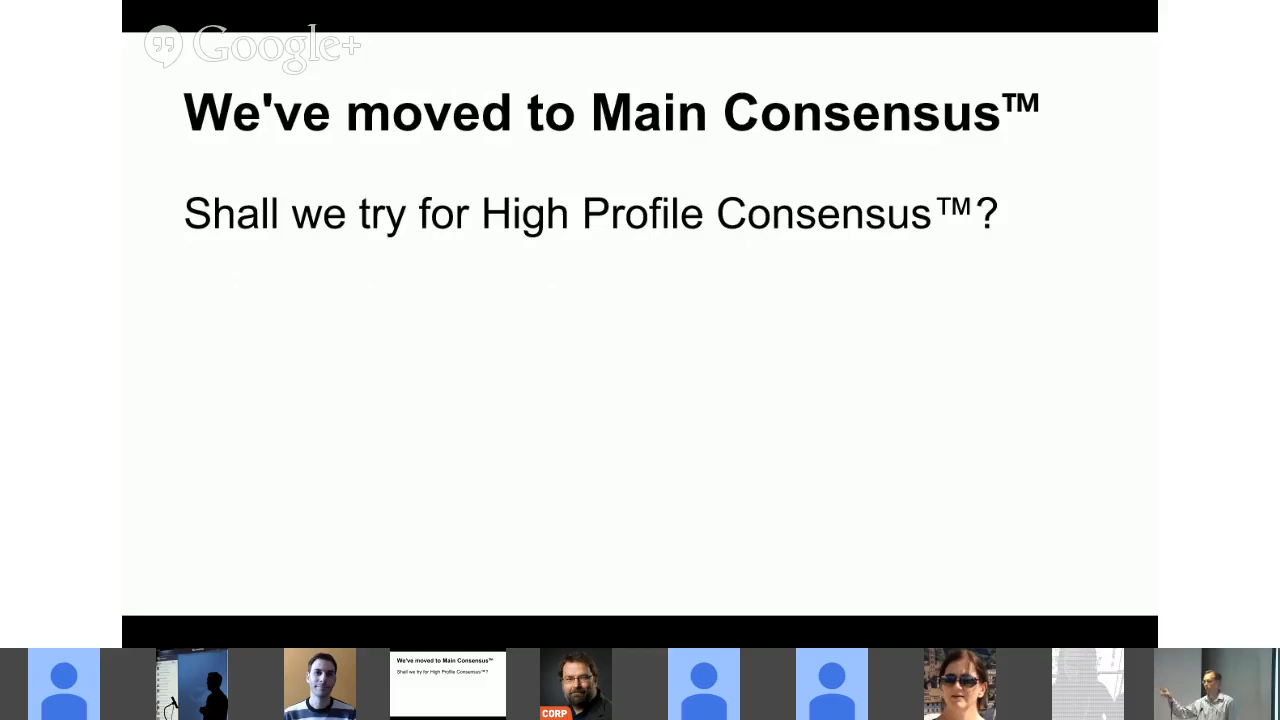 Google+
We've moved to Main Consensus™
Shall we try for High Profile Consensus™?
We've moved to Main Consensus™
Shall we try for High Profile Consensus™?
CORP